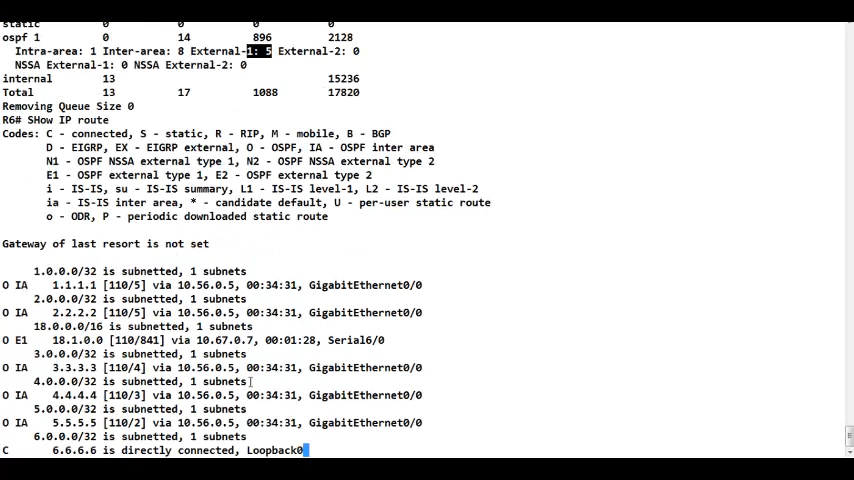 static          0          0          0          0
ospf 1          0          14         896        2128
  Intra-area: 1 Inter-area: 8 External-1: 5 External-2: 0
  NSSA External-1: 0 NSSA External-2: 0
internal        13                               15236
Total           13         17         1088       17820
Removing Queue Size 0
R6# SHow IP route
Codes: C - connected, S - static, R - RIP, M - mobile, B - BGP
       D - EIGRP, EX - EIGRP external, O - OSPF, IA - OSPF inter area
       N1 - OSPF NSSA external type 1, N2 - OSPF NSSA external type 2
       E1 - OSPF external type 1, E2 - OSPF external type 2
       i - IS-IS, su - IS-IS summary, L1 - IS-IS level-1, L2 - IS-IS level-2
       ia - IS-IS inter area, * - candidate default, U - per-user static route
       o - ODR, P - periodic downloaded static route
Gateway of last resort is not set
     1.0.0.0/32 is subnetted, 1 subnets
O IA    1.1.1.1 [110/5] via 10.56.0.5, 00:34:31, GigabitEthernet0/0
     2.0.0.0/32 is subnetted, 1 subnets
O IA    2.2.2.2 [110/5] via 10.56.0.5, 00:34:31, GigabitEthernet0/0
     18.0.0.0/16 is subnetted, 1 subnets
O E1    18.1.0.0 [110/841] via 10.67.0.7, 00:01:28, Serial6/0
     3.0.0.0/32 is subnetted, 1 subnets
O IA    3.3.3.3 [110/4] via 10.56.0.5, 00:34:31, GigabitEthernet0/0
     4.0.0.0/32 is subnetted, 1 subnets
O IA    4.4.4.4 [110/3] via 10.56.0.5, 00:34:31, GigabitEthernet0/0
     5.0.0.0/32 is subnetted, 1 subnets
O IA    5.5.5.5 [110/2] via 10.56.0.5, 00:34:31, GigabitEthernet0/0
     6.0.0.0/32 is subnetted, 1 subnets
C       6.6.6.6 is directly connected, Loopback0